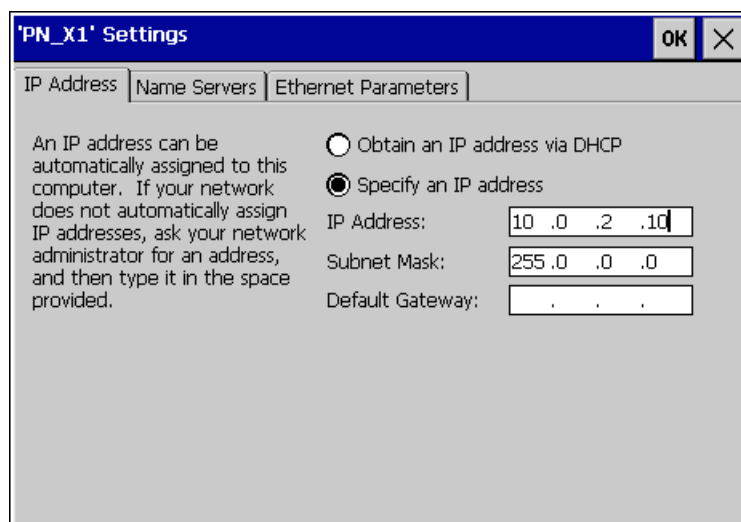 'PN_X1' Settings OK
IP Address Name Servers Ethernet Parameters
An IP address can be
automatically assigned to this
computer. If your network
does not automatically assign
IP addresses, ask your network
administrator for an address,
and then type it in the space
provided.
Obtain an IP address via DHCP
Specify an IP address
IP Address: 10 .0 .2 .10
Subnet Mask: 255 .0 .0 .0
Default Gateway: . . .